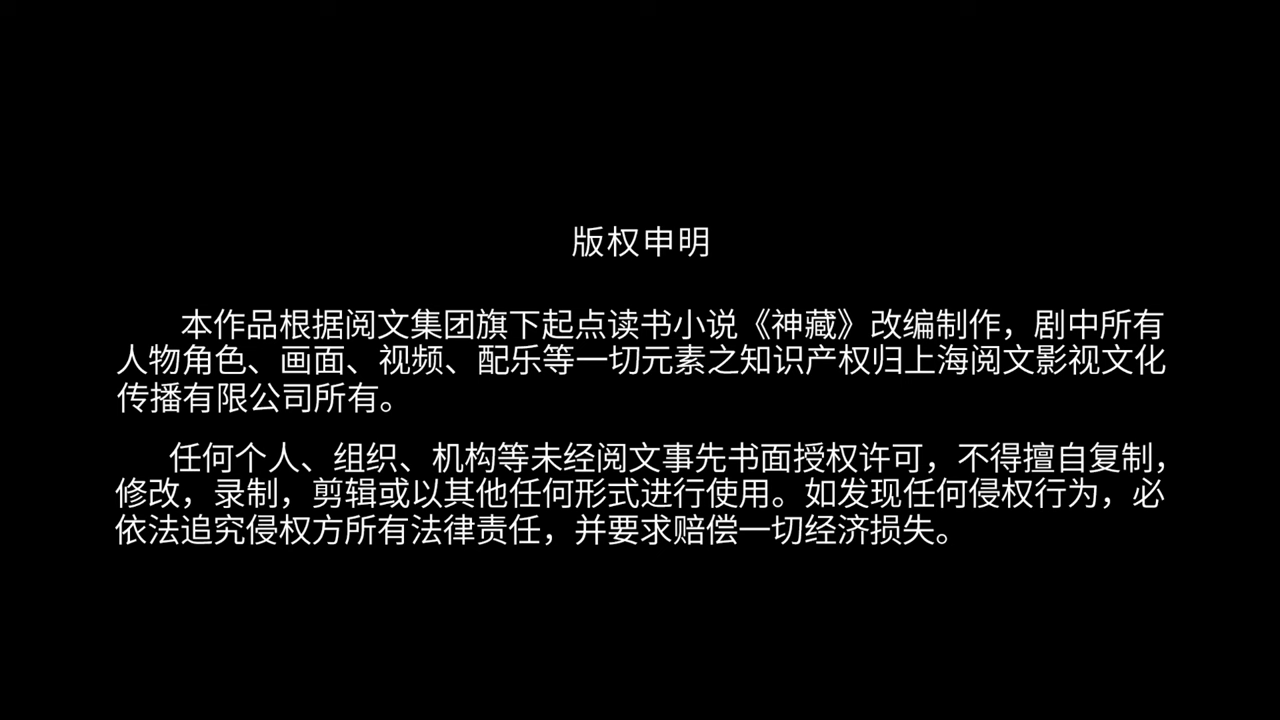 版权申明
本作品根据阅文集团旗下起点读书小说《神藏》改编制作，剧中所有
人物角色、画面、视频、配乐等一切元素之知识产权归上海阅文影视文化
传播有限公司所有。
任何个人、组织、机构等未经阅文事先书面授权许可，不得擅自复制，
修改，录制，剪辑或以其他任何形式进行使用。如发现任何侵权行为，必
依法追究侵权方所有法律责任，并要求赔偿一切经济损失。